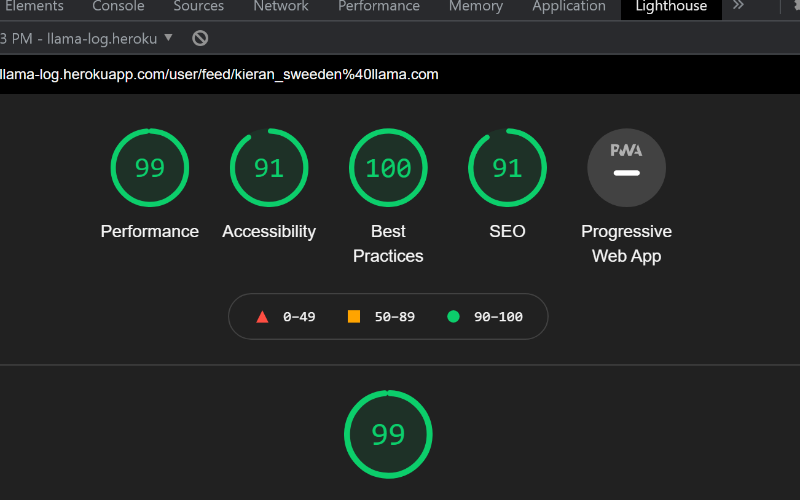 Elements Console Sources Network Performance Memory Application Lighthouse »
3 PM - llama-log.heroku
llama-log.herokuapp.com/user/feed/kieran_sweeden%40llama.com
99 91 100 91 PWA
Performance Accessibility Best Practices SEO Progressive Web App
0–49 50–89 90–100
99